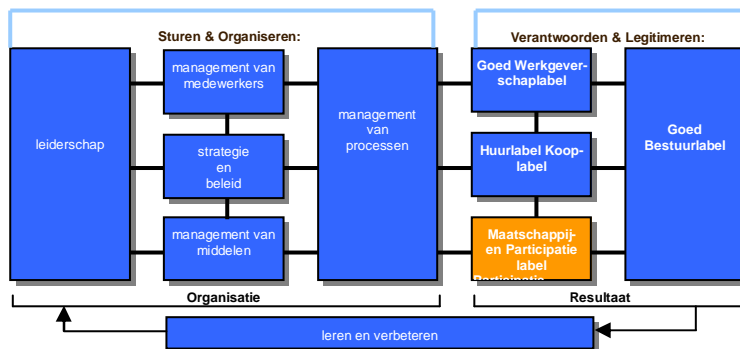 Sturen & Organiseren:
Verantwoorden & Legitimeren:
leiderschap
management van
medewerkers
strategie
en
beleid
management van
middelen
management
van
processen
Goed Werkgever-
schaplabel
Huurlabel Koop-
label
Maatschappij-
en Participatie
label
Participatie
Goed
Bestuurlabel
Organisatie
Resultaat
leren en verbeteren